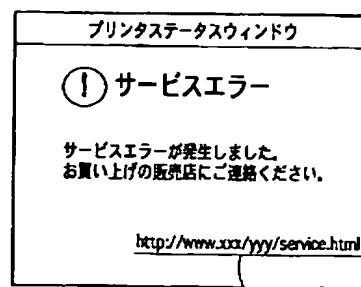 プリンタステータスウィンドウ
! サービスエラー
サービスエラーが発生しました。
お買い上げの販売店にご連絡ください。
http://www.xxx/yyy/service.html